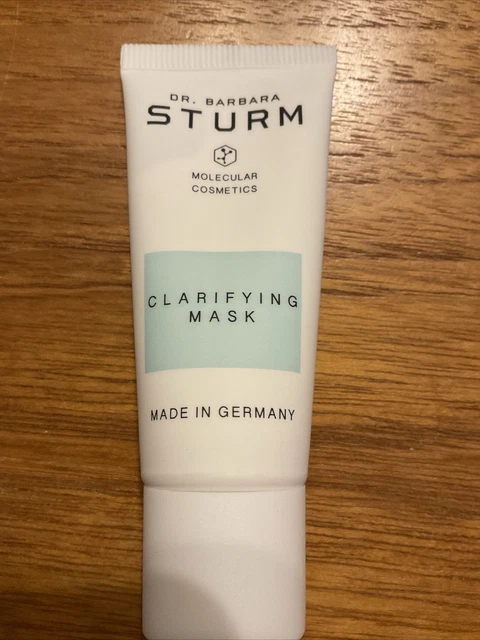 DR. BARBARA
STURM
MOLECULAR
COSMETICS
CLARIFYING
MASK
MADE IN GERMANY